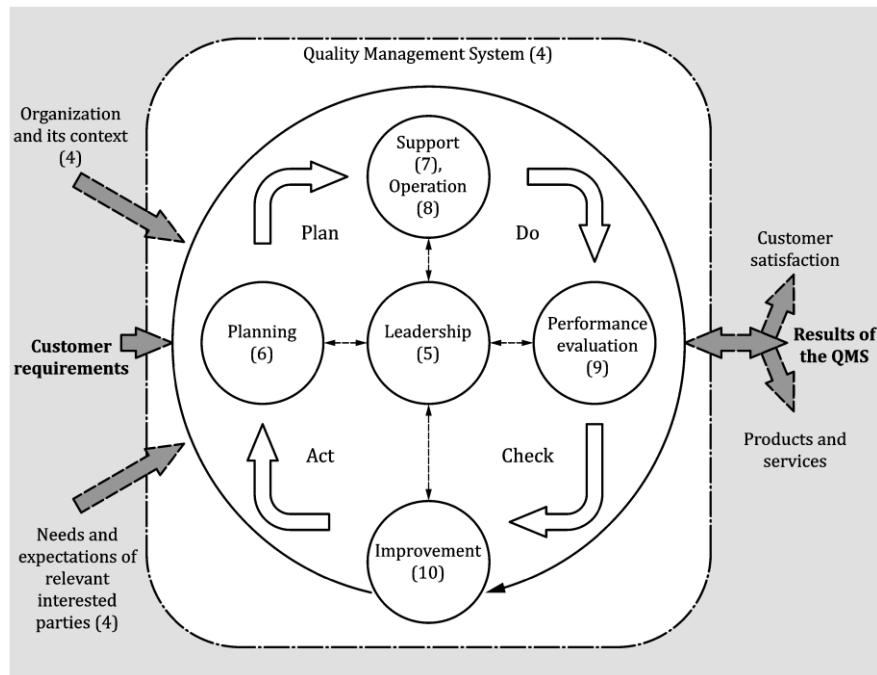 Quality Management System (4)
Organization
and its context
(4)
Support
(7),
Operation
(8)
Plan
Do
Customer
satisfaction
Customer
requirements
Planning
(6)
Leadership
(5)
Performance
evaluation
(9)
Results of
the QMS
Act
Check
Products and
services
Needs and
expectations of
relevant
interested
parties (4)
Improvement
(10)